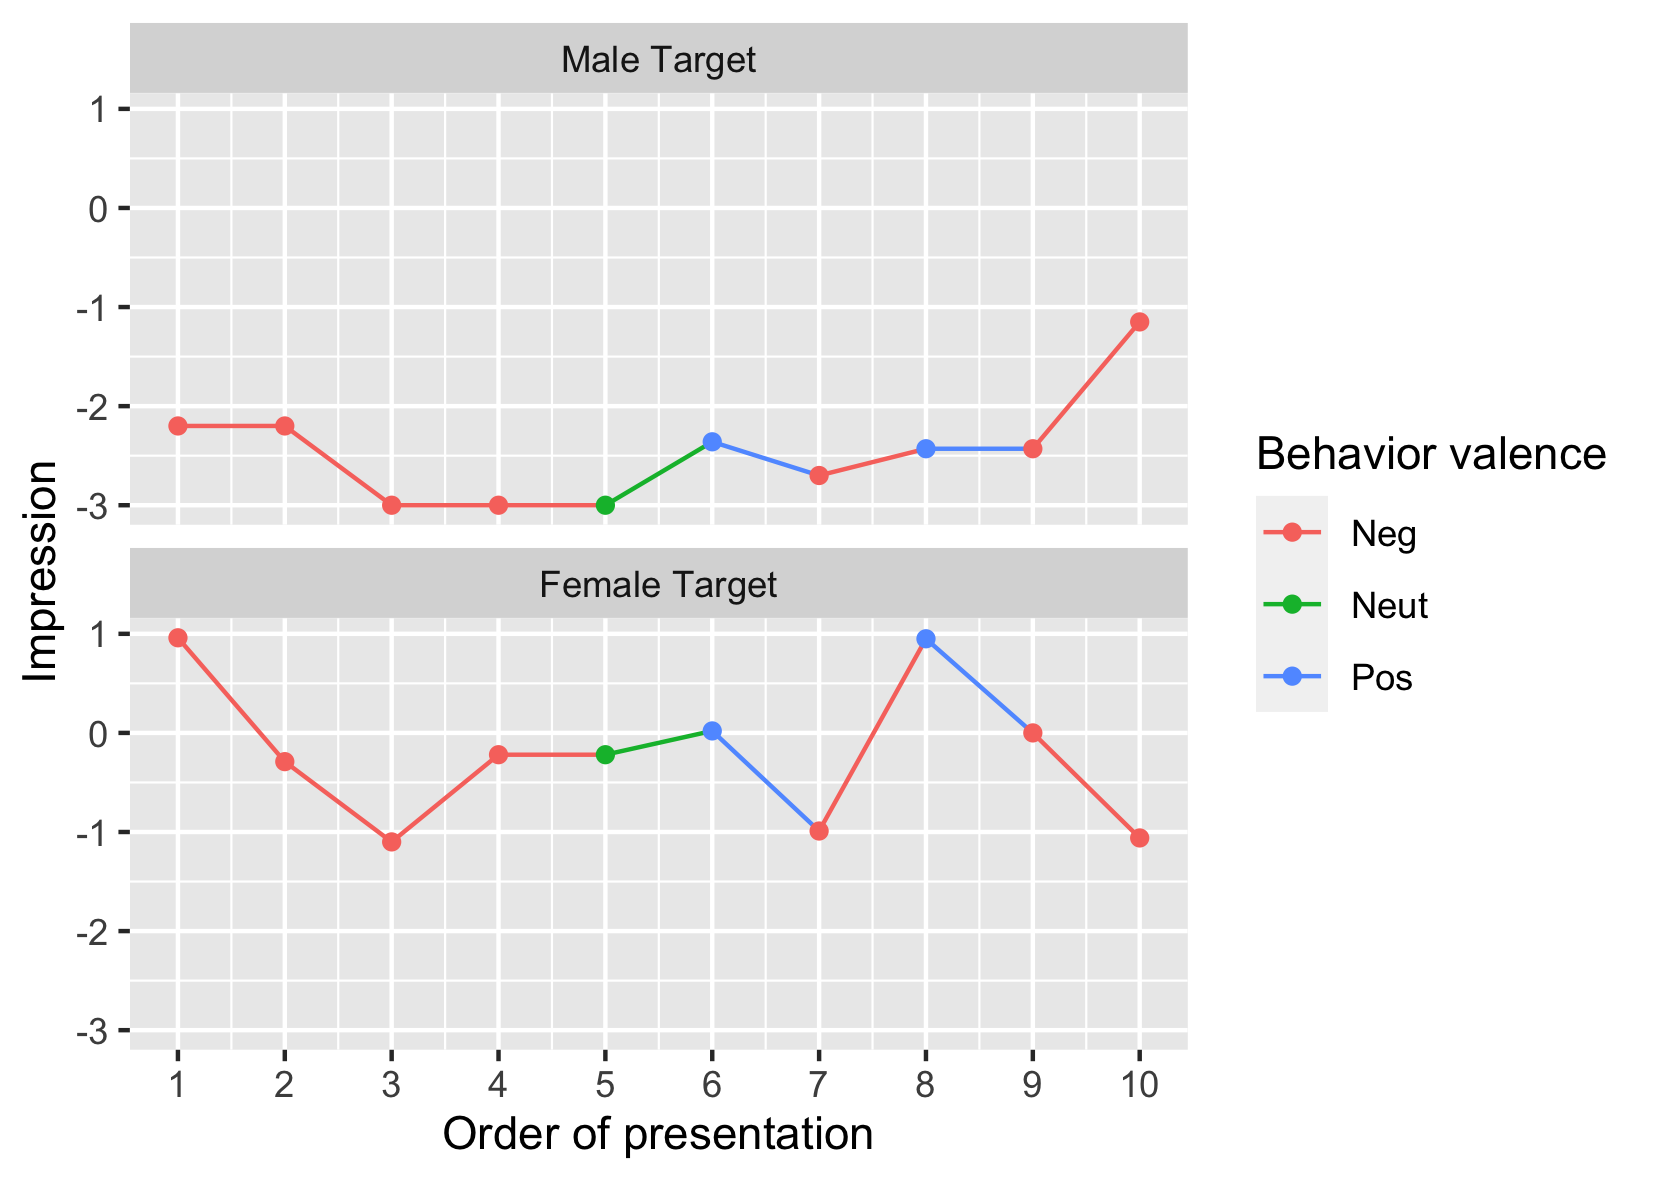 Male Target
1
0
-1
-2
-3
Female Target
1
0
-1
-2
-3
1 2 3 4 5 6 7 8 9 10
Order of presentation
Impression
Behavior valence
Neg
Neut
Pos